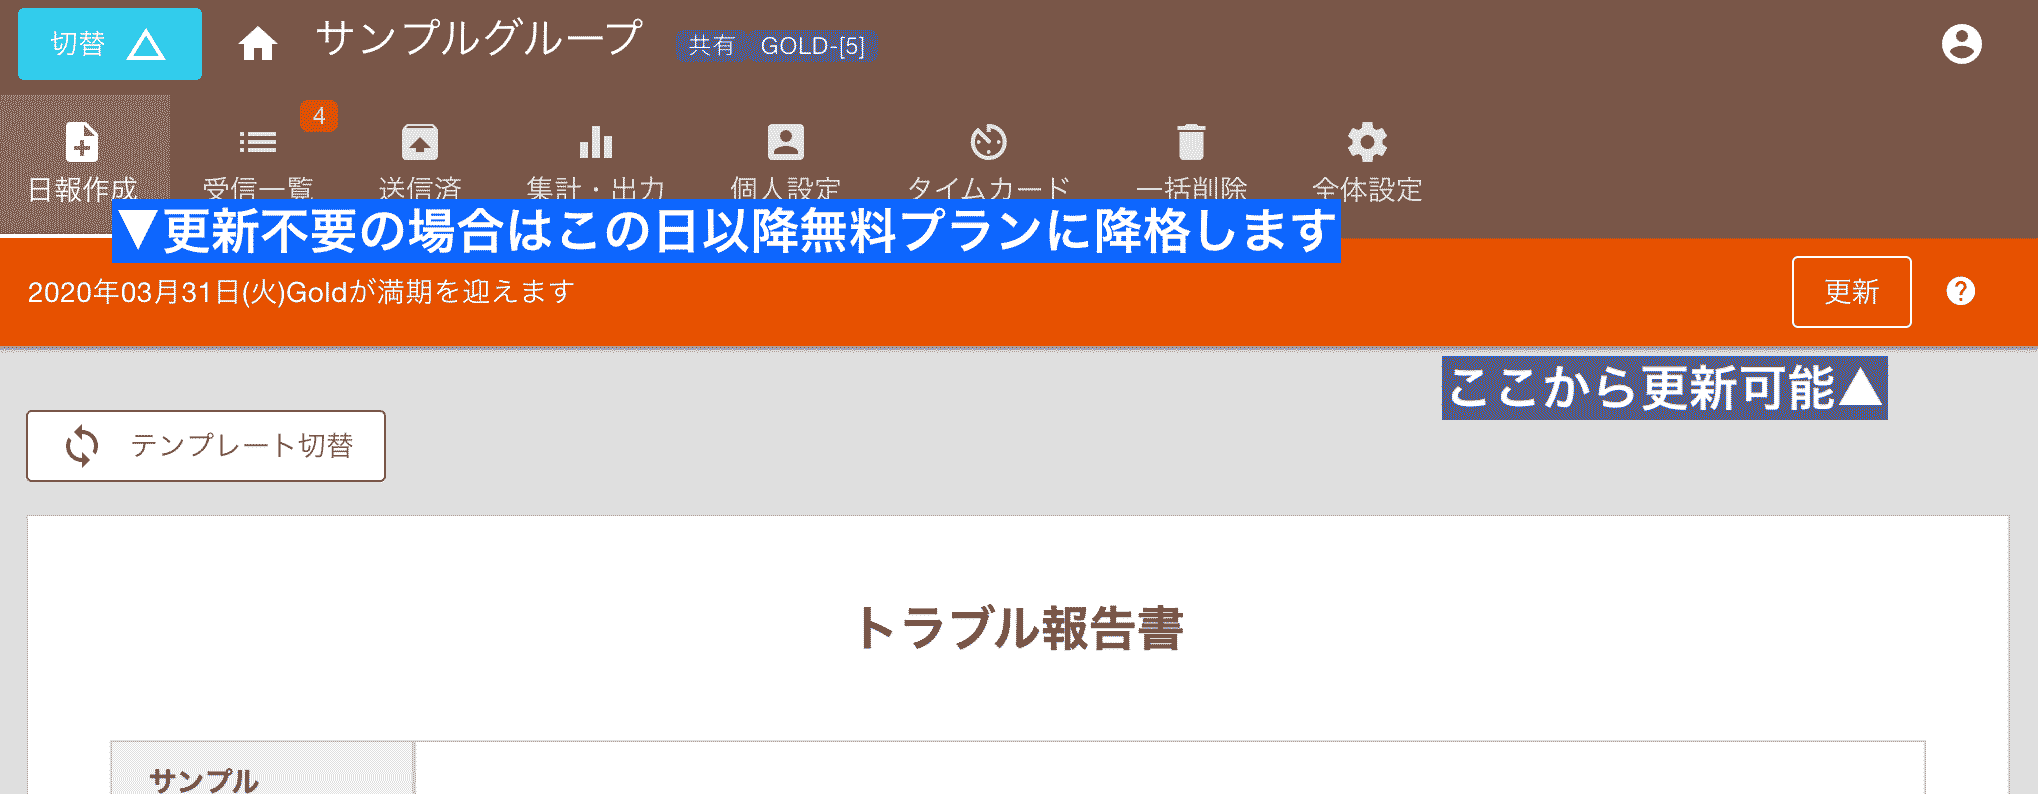 切替
サンプルグループ
共有 GOLD-[5]
4
日報作成
受信一覧
送信済
集計・出力
個人設定
タイムカード
一括削除
全体設定
▼更新不要の場合はこの日以降無料プランに降格します
2020年03月31日(火)Goldが満期を迎えます
更新
?
ここから更新可能▲
テンプレート切替
トラブル報告書
サンプル